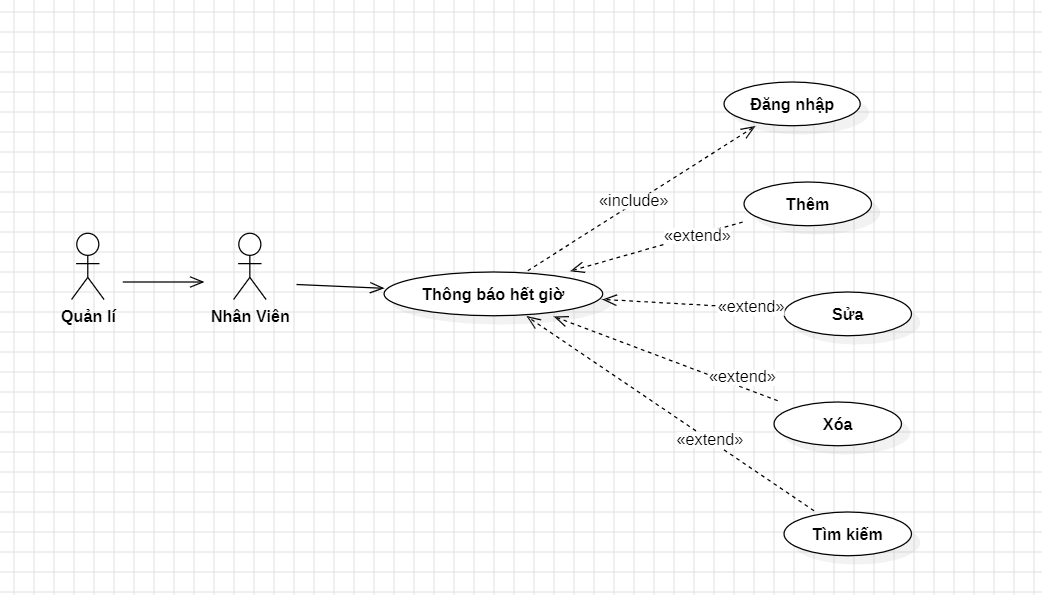 Đăng nhập
«include»
Thêm
«extend»
Quản lí
Nhân Viên
Thông báo hết giờ
«extend»
Sửa
«extend»
Xóa
«extend»
Tìm kiếm